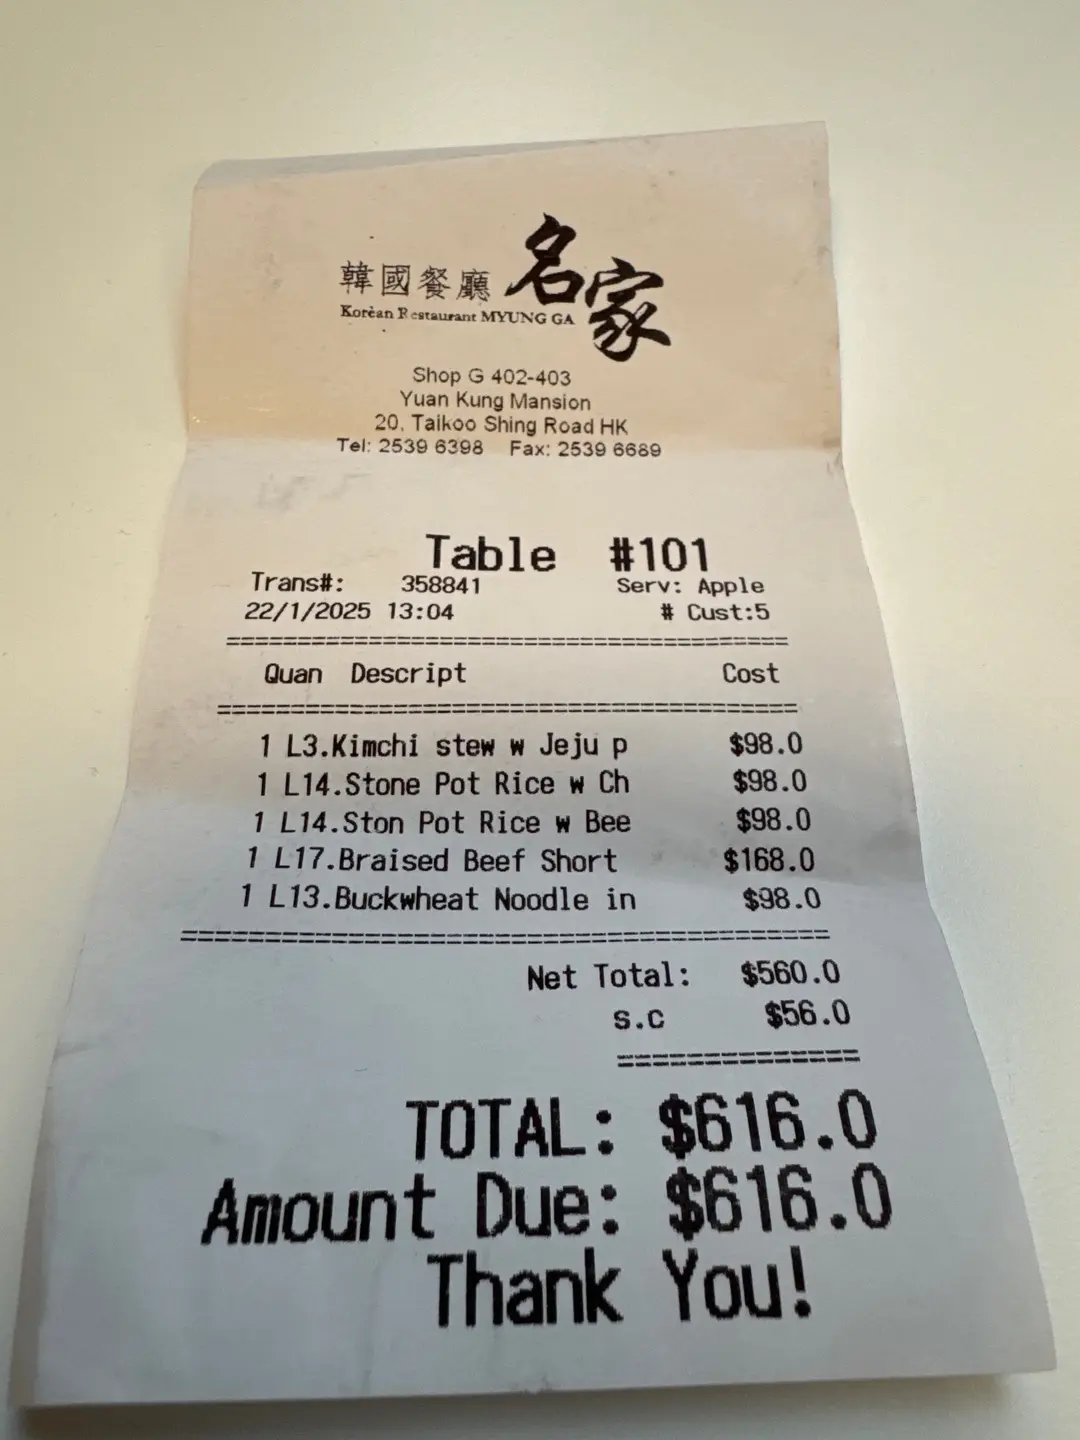 韓國餐廳 名家
Korean Restaurant MYUNG GA
Shop G 402-403
Yuan Kung Mansion
20, Taikoo Shing Road HK
Tel: 2539 6398 Fax: 2539 6689
Table #101
Trans#: 358841 Serv: Apple
22/1/2025 13:04 # Cust:5
=======================================
Quan Descript Cost
=======================================
1 L3.Kimchi stew w Jeju p $98.0
1 L14.Stone Pot Rice w Ch $98.0
1 L14.Ston Pot Rice w Bee $98.0
1 L17.Braised Beef Short $168.0
1 L13.Buckwheat Noodle in $98.0
=======================================
Net Total: $560.0
s.c $56.0
==============
TOTAL: $616.0
Amount Due: $616.0
Thank You!